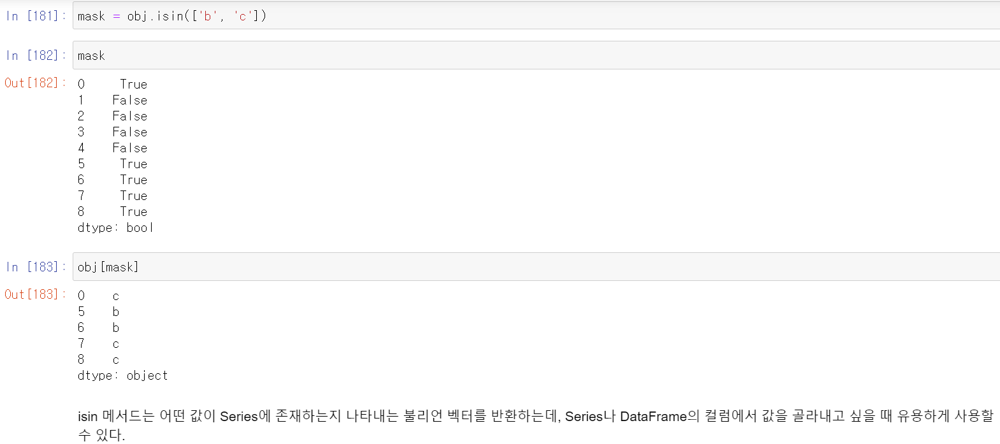 In [181]: mask = obj.isin(['b', 'c'])
In [182]: mask
Out[182]: 0     True
1    False
2    False
3    False
4    False
5     True
6     True
7     True
8     True
dtype: bool
In [183]: obj[mask]
Out[183]: 0    c
5    b
6    b
7    c
8    c
dtype: object
isin 메서드는 어떤 값이 Series에 존재하는지 나타내는 불리언 벡터를 반환하는데, Series나 DataFrame의 컬럼에서 값을 골라내고 싶을 때 유용하게 사용할
수 있다.